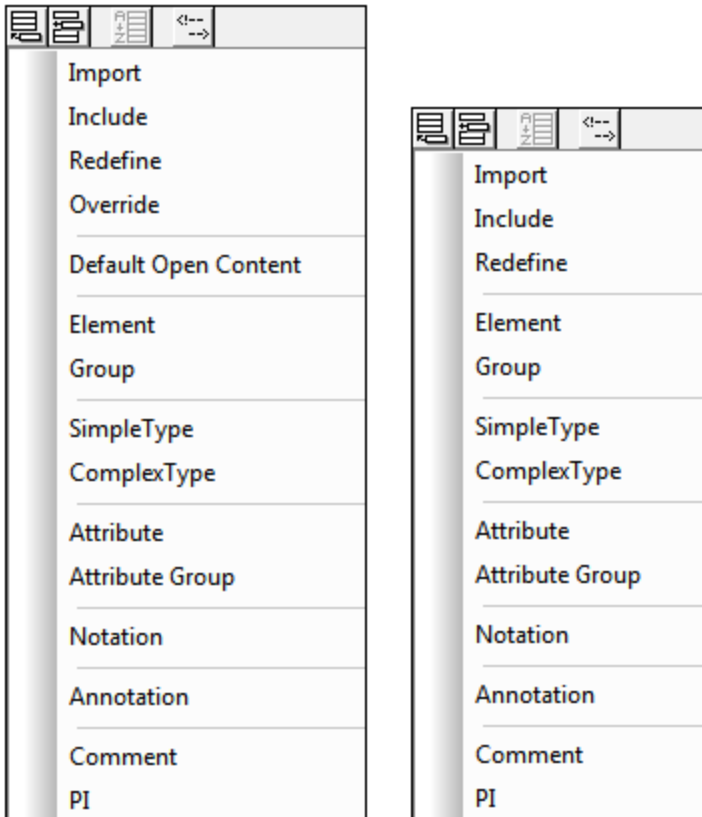 Import
Include
Redefine
Override
Default Open Content
Element
Group
SimpleType
ComplexType
Attribute
Attribute Group
Notation
Annotation
Comment
PI
Import
Include
Redefine
Element
Group
SimpleType
ComplexType
Attribute
Attribute Group
Notation
Annotation
Comment
PI